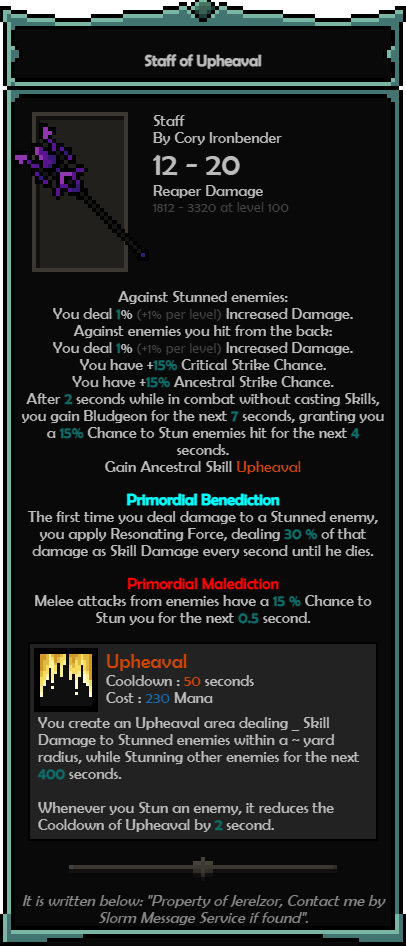 Staff of Upheaval
Staff
By Cory Ironbender
12 - 20
Reaper Damage
1812 - 3320 at level 100
Against Stunned enemies:
You deal 1% (+1% per level) Increased Damage.
Against enemies you hit from the back:
You deal 1% (+1% per level) Increased Damage.
You have +15% Critical Strike Chance.
You have +15% Ancestral Strike Chance.
After 2 seconds while in combat without casting Skills,
you gain Bludgeon for the next 7 seconds, granting you
a 15% Chance to Stun enemies hit for the next 4
seconds.
Gain Ancestral Skill Upheaval
Primordial Benediction
The first time you deal damage to a Stunned enemy,
you apply Resonating Force, dealing 30 % of that
damage as Skill Damage every second until he dies.
Primordial Malediction
Melee attacks from enemies have a 15 % Chance to
Stun you for the next 0.5 second.
Upheaval
Cooldown : 50 seconds
Cost : 230 Mana
You create an Upheaval area dealing _ Skill
Damage to Stunned enemies within a ~ yard
radius, while Stunning other enemies for the next
400 seconds.
Whenever you Stun an enemy, it reduces the
Cooldown of Upheaval by 2 second.
It is written below: "Property of Jerelzor, Contact me by
Slorm Message Service if found".